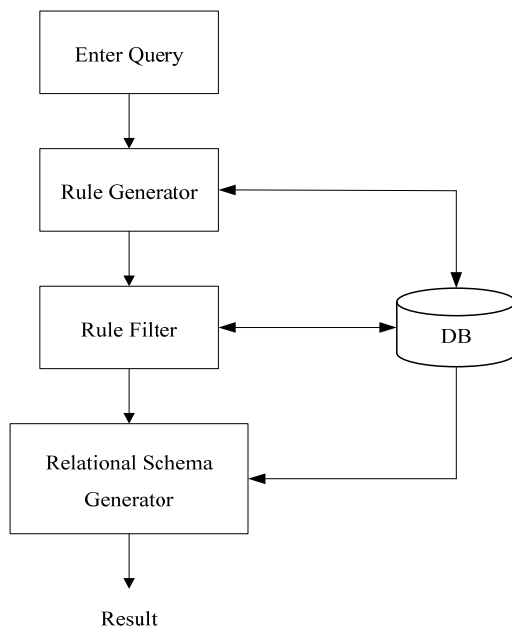 Enter Query
Rule Generator
Rule Filter
DB
Relational Schema
Generator
Result